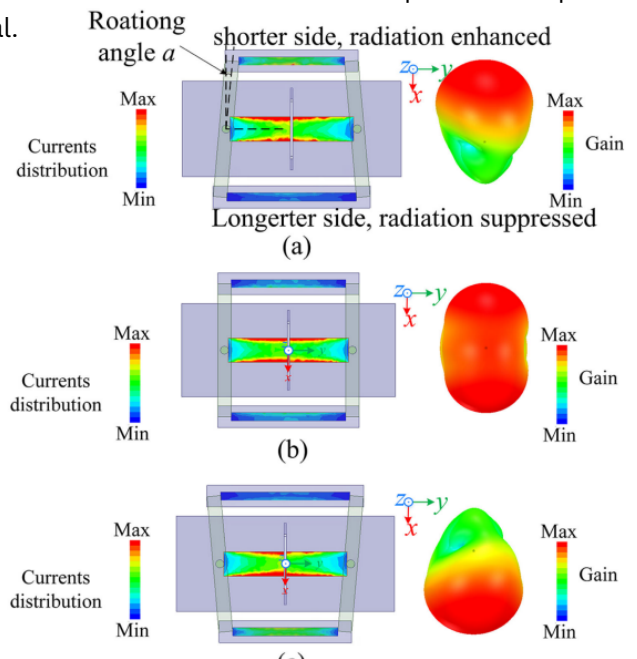 al.
Roationg
angle a
shorter side, radiation enhanced
z y
x
Max
Currents
distribution
Min
Max
Gain
Min
Longerter side, radiation suppressed
(a)
z y
x
Max
Currents
distribution
Min
x
Max
Gain
Min
(b)
z y
x
Max
Currents
distribution
Min
y
x
Max
Gain
Min